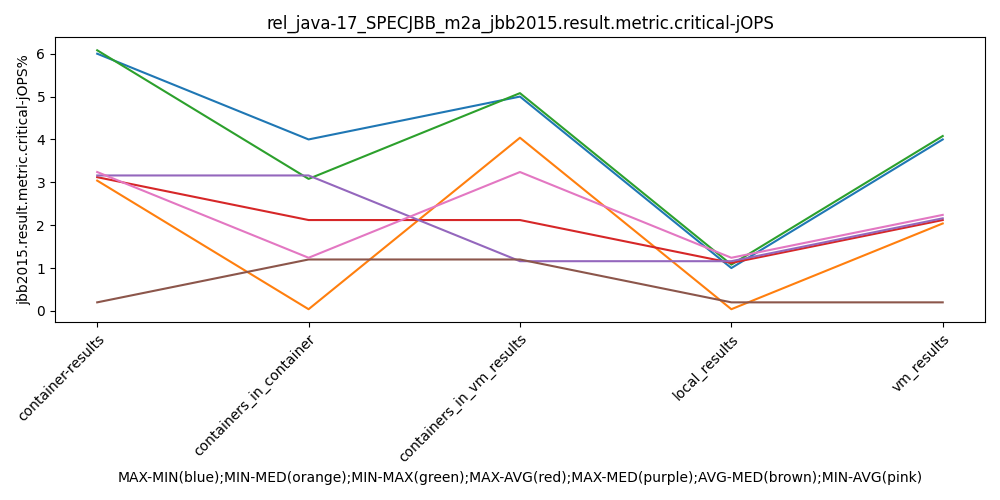 rel_java-17_SPECJBB_m2a_jbb2015.result.metric.critical-jOPS
jbb2015.result.metric.critical-jOPS%
6
5
4
3
2
1
0
container-results
containers_in_container
containers_in_vm_results
local_results
vm_results
MAX-MIN(blue);MIN-MED(orange);MIN-MAX(green);MAX-AVG(red);MAX-MED(purple);AVG-MED(brown);MIN-AVG(pink)